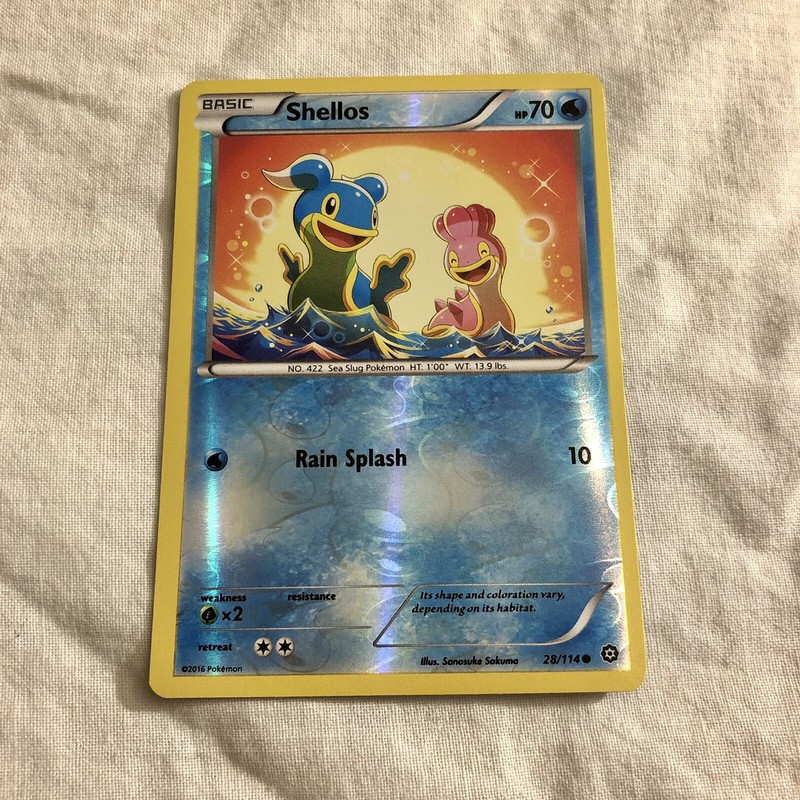 BASIC Shellos HP70
NO. 422 Sea Slug Pokémon HT: 1'00" WT: 13.9 lbs.
Rain Splash 10
weakness resistance
×2
Its shape and coloration vary,
depending on its habitat.
retreat
©2016 Pokémon Illus. Sanosuke Sakuma 28/114